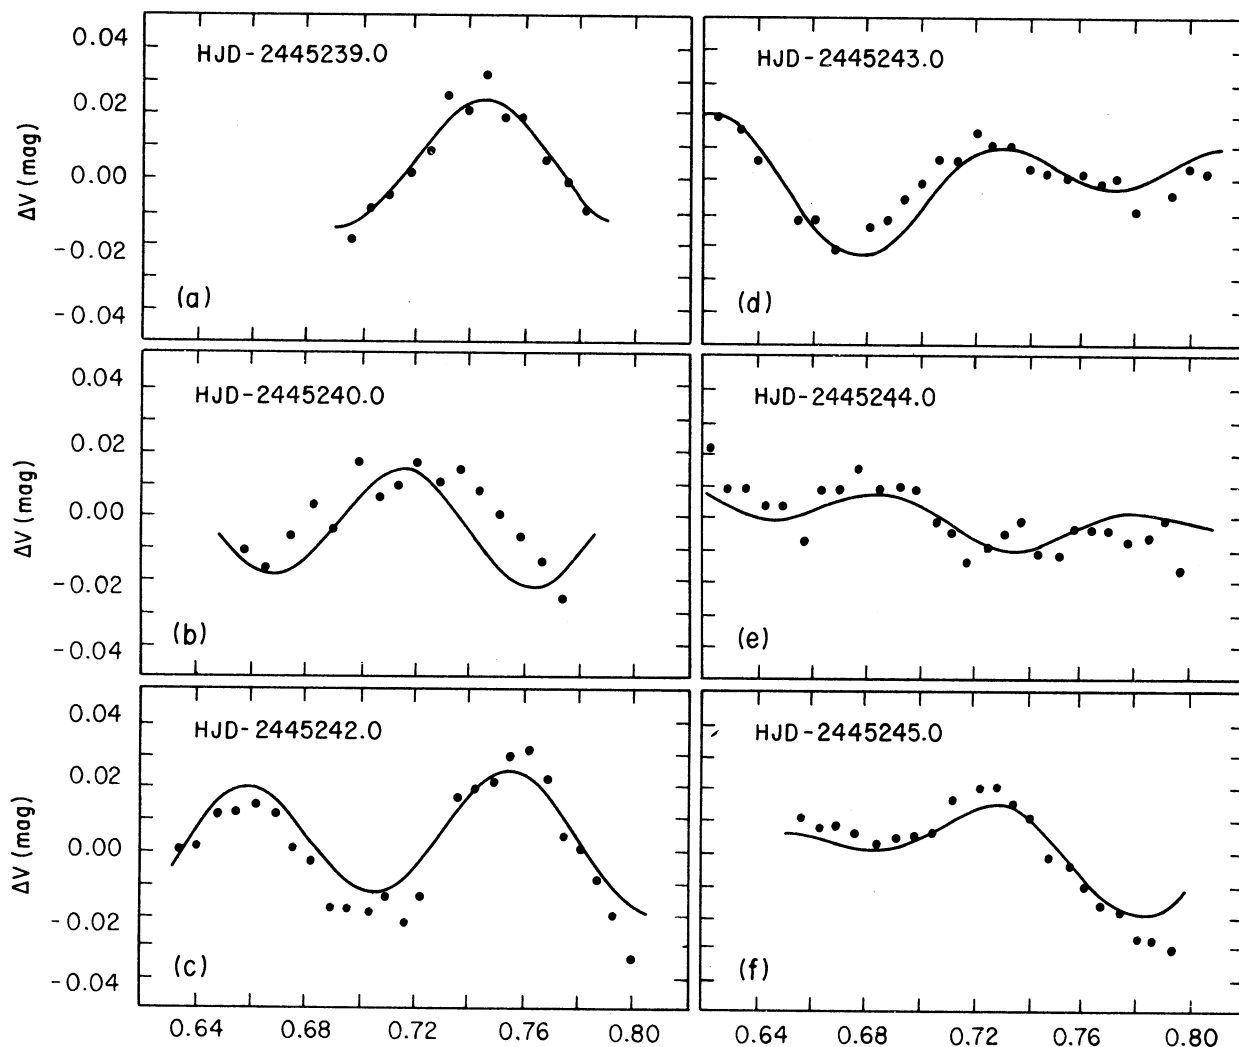 0.04
0.02
0.00
-0.02
-0.04
ΔV (mag)
HJD-2445239.0
(a)
HJD-2445243.0
(d)
0.04
0.02
0.00
-0.02
-0.04
ΔV (mag)
HJD-2445240.0
(b)
HJD-2445244.0
(e)
0.04
0.02
0.00
-0.02
-0.04
ΔV (mag)
HJD-2445242.0
(c)
HJD-2445245.0
(f)
0.64 0.68 0.72 0.76 0.80
0.64 0.68 0.72 0.76 0.80